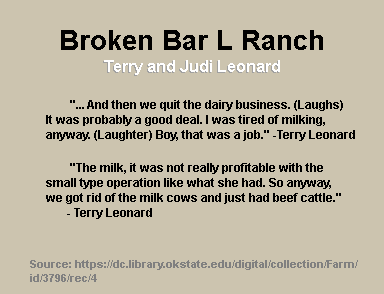 Broken Bar L Ranch
Terry and Judi Leonard
"... And then we quit the dairy business. (Laughs)
It was probably a good deal. I was tired of milking,
anyway. (Laughter) Boy, that was a job." -Terry Leonard
"The milk, it was not really profitable with the
small type operation like what she had. So anyway,
we got rid of the milk cows and just had beef cattle."
- Terry Leonard
Source: https://dc.library.okstate.edu/digital/collection/Farm/
id/3796/rec/4